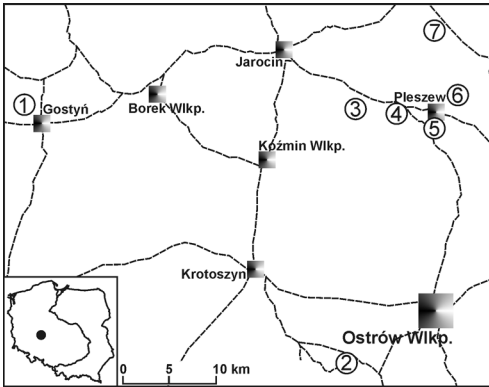 7
Jarocin
Pleszew 6
1 Gostyń
Borek Wlkp.
3
4
5
Koźmin Wlkp.
Krotoszyn
Ostrów Wlkp.
2
0 5 10 km